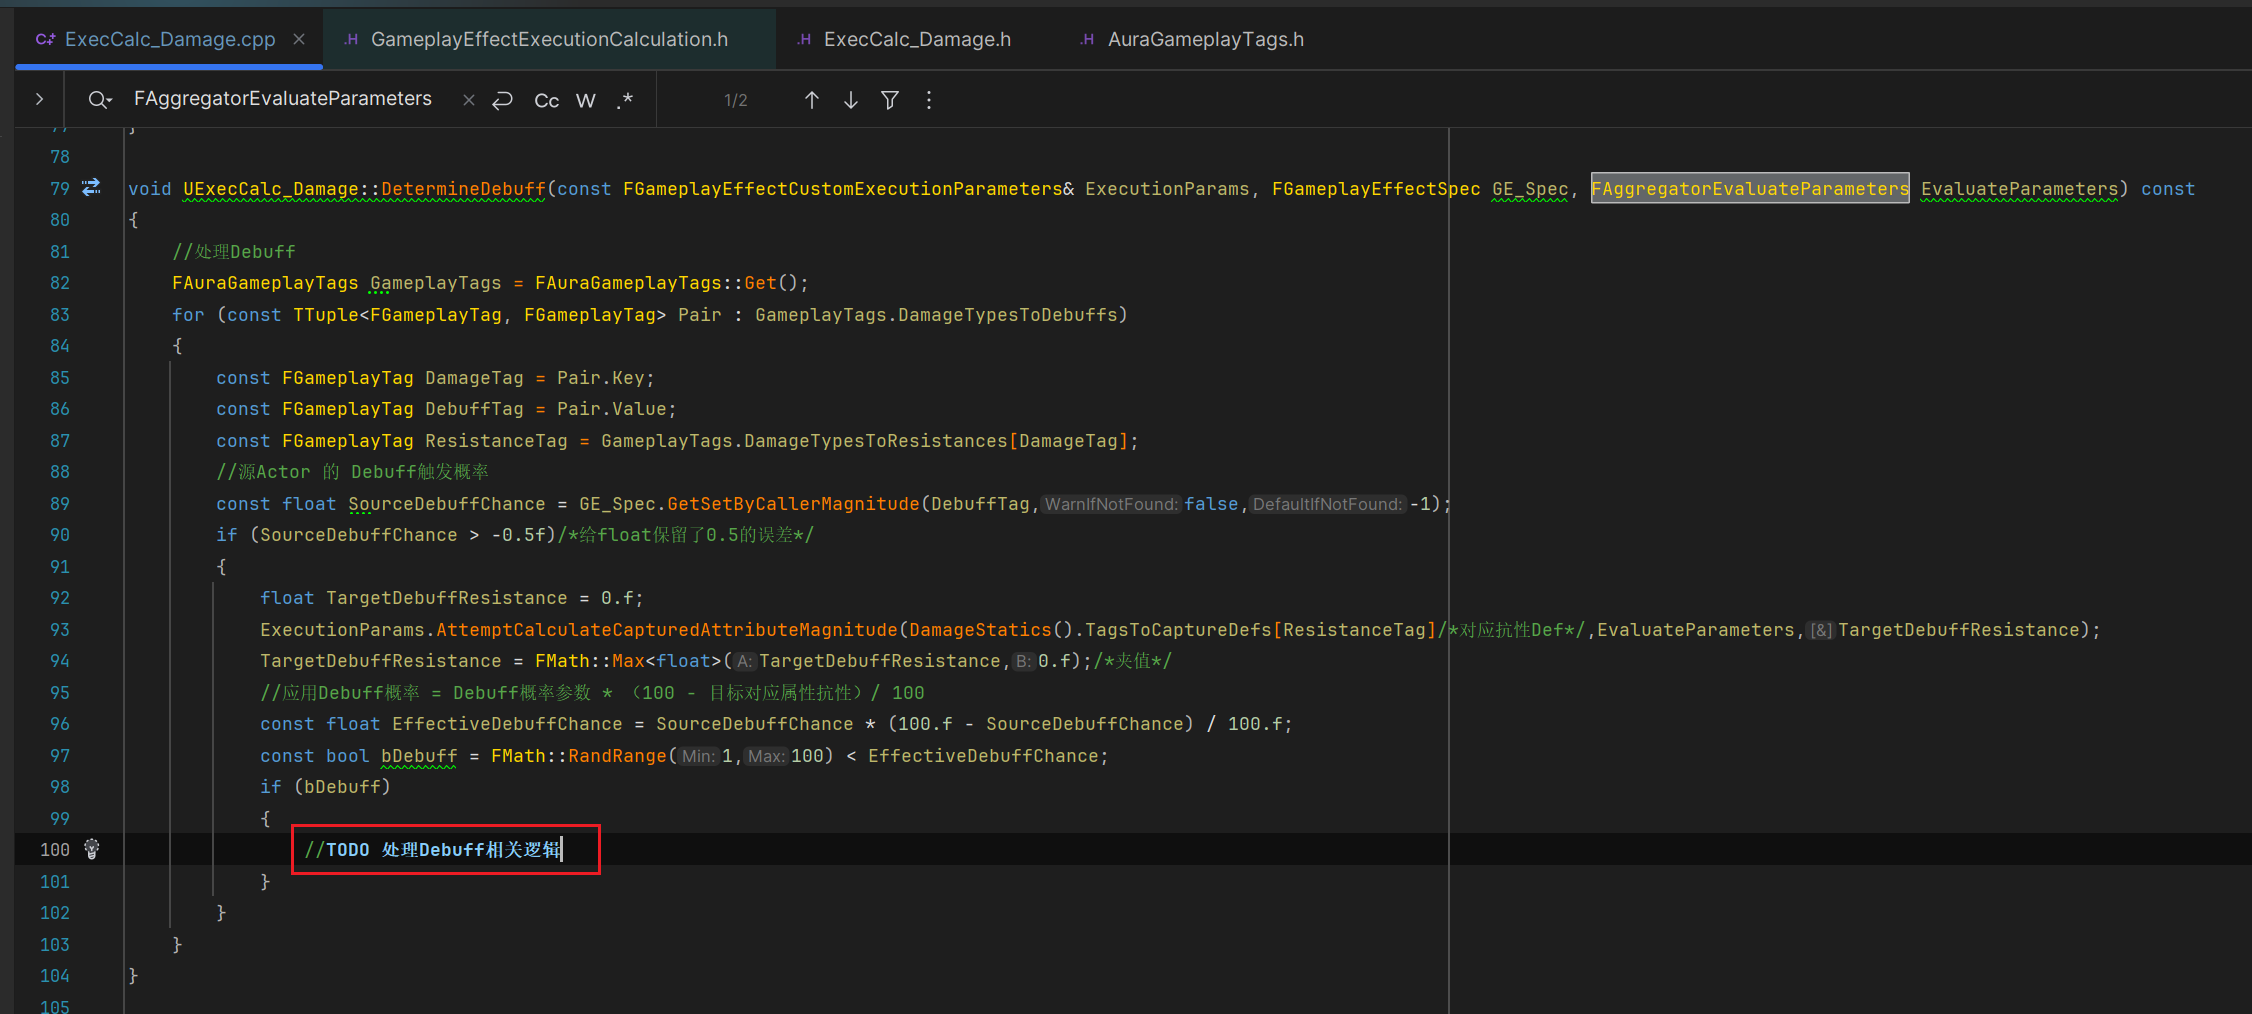 C++ ExecCalc_Damage.cpp × .H GameplayEffectExecutionCalculation.h .H ExecCalc_Damage.h .H AuraGameplayTags.h
FAggregatorEvaluateParameters × Cc W .* 1/2
77 }
78
79 void UExecCalc_Damage::DetermineDebuff(const FGameplayEffectCustomExecutionParameters& ExecutionParams, FGameplayEffectSpec GE_Spec, FAggregatorEvaluateParameters EvaluateParameters) const
80 {
81 //处理Debuff
82 FAuraGameplayTags GameplayTags = FAuraGameplayTags::Get();
83 for (const TTuple<FGameplayTag, FGameplayTag> Pair : GameplayTags.DamageTypesToDebuffs)
84 {
85 const FGameplayTag DamageTag = Pair.Key;
86 const FGameplayTag DebuffTag = Pair.Value;
87 const FGameplayTag ResistanceTag = GameplayTags.DamageTypesToResistances[DamageTag];
88 //源Actor 的 Debuff触发概率
89 const float SourceDebuffChance = GE_Spec.GetSetByCallerMagnitude(DebuffTag, WarnIfNotFound: false, DefaultIfNotFound: -1);
90 if (SourceDebuffChance > -0.5f)/*给float保留了0.5的误差*/
91 {
92 float TargetDebuffResistance = 0.f;
93 ExecutionParams.AttemptCalculateCapturedAttributeMagnitude(DamageStatics().TagsToCaptureDefs[ResistanceTag]/*对应抗性Def*/,EvaluateParameters,[&]TargetDebuffResistance);
94 TargetDebuffResistance = FMath::Max<float>(A: TargetDebuffResistance, B: 0.f);/*夹值*/
95 //应用Debuff概率 = Debuff概率参数 * （100 - 目标对应属性抗性）/ 100
96 const float EffectiveDebuffChance = SourceDebuffChance * (100.f - SourceDebuffChance) / 100.f;
97 const bool bDebuff = FMath::RandRange(Min: 1, Max: 100) < EffectiveDebuffChance;
98 if (bDebuff)
99 {
100 //TODO 处理Debuff相关逻辑
101 }
102 }
103 }
104 }
105